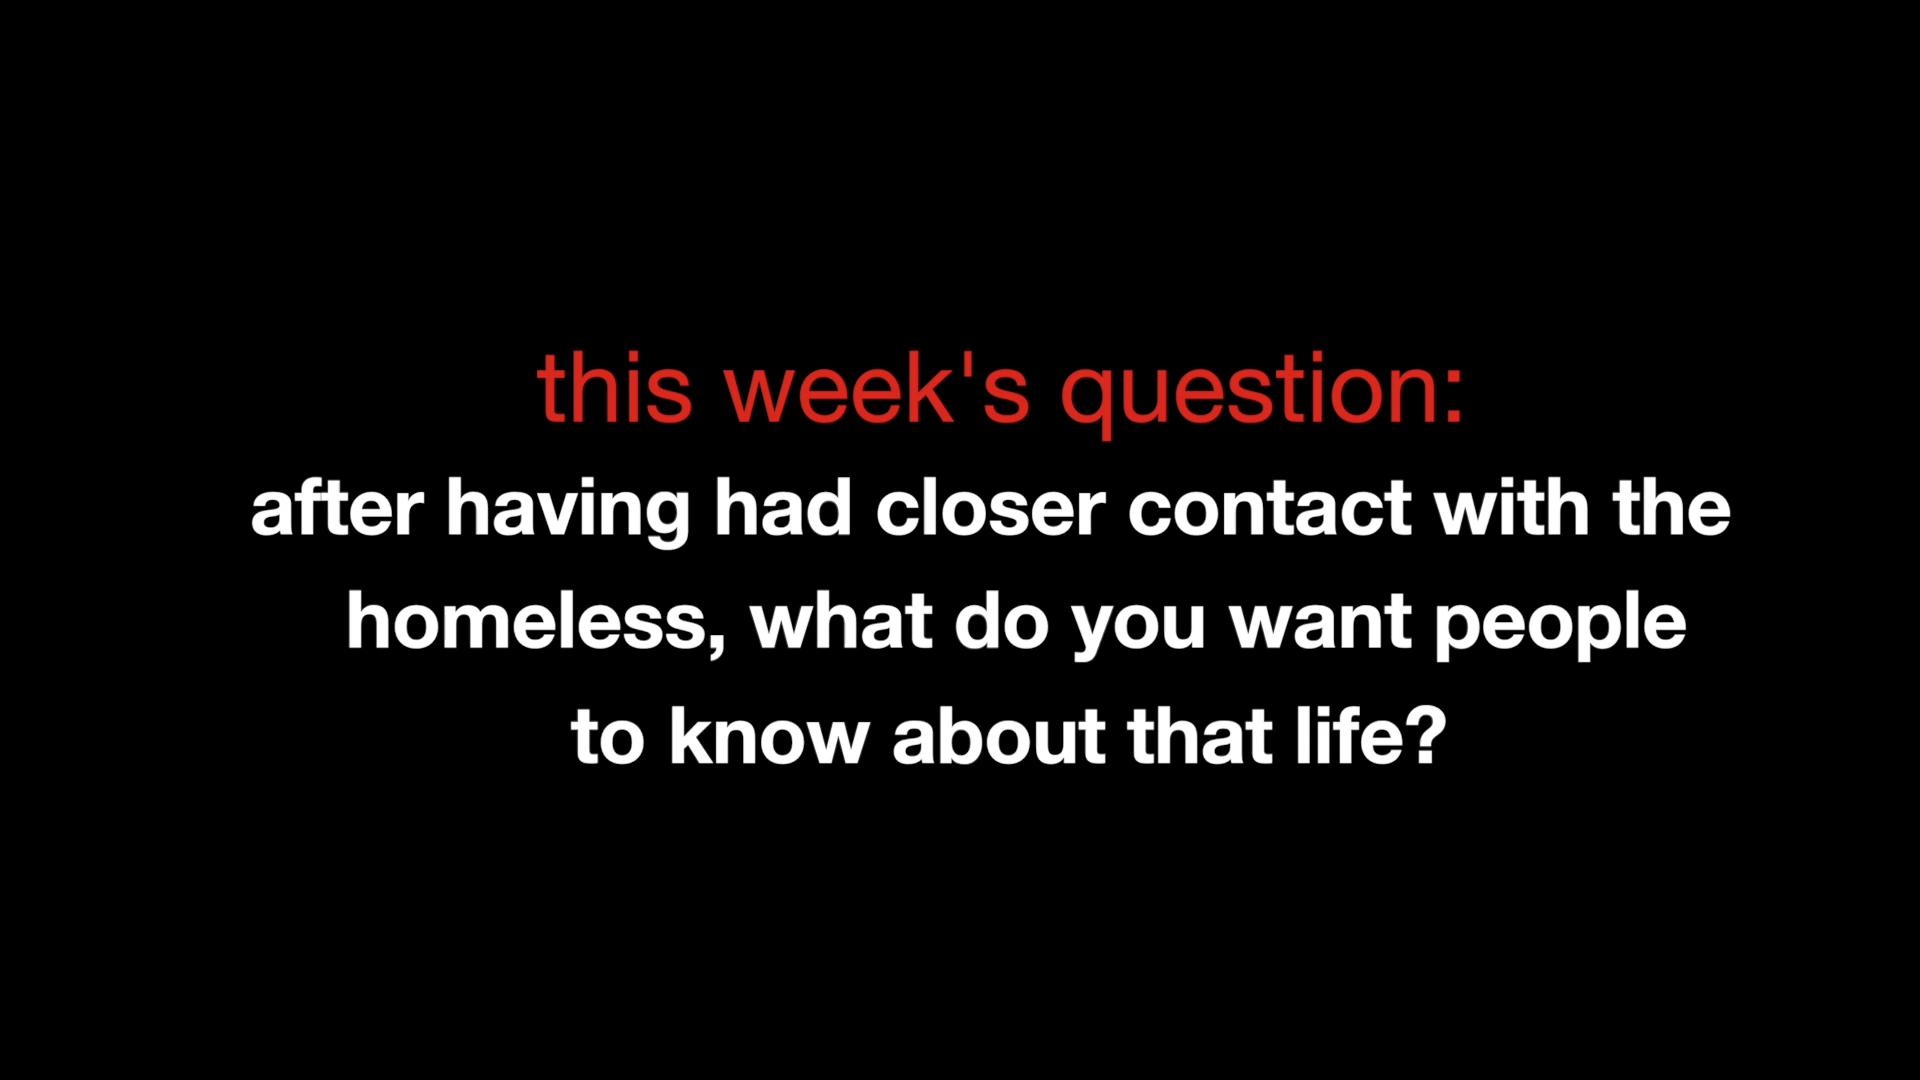 this week's question:
after having had closer contact with the
homeless, what do you want people
to know about that life?